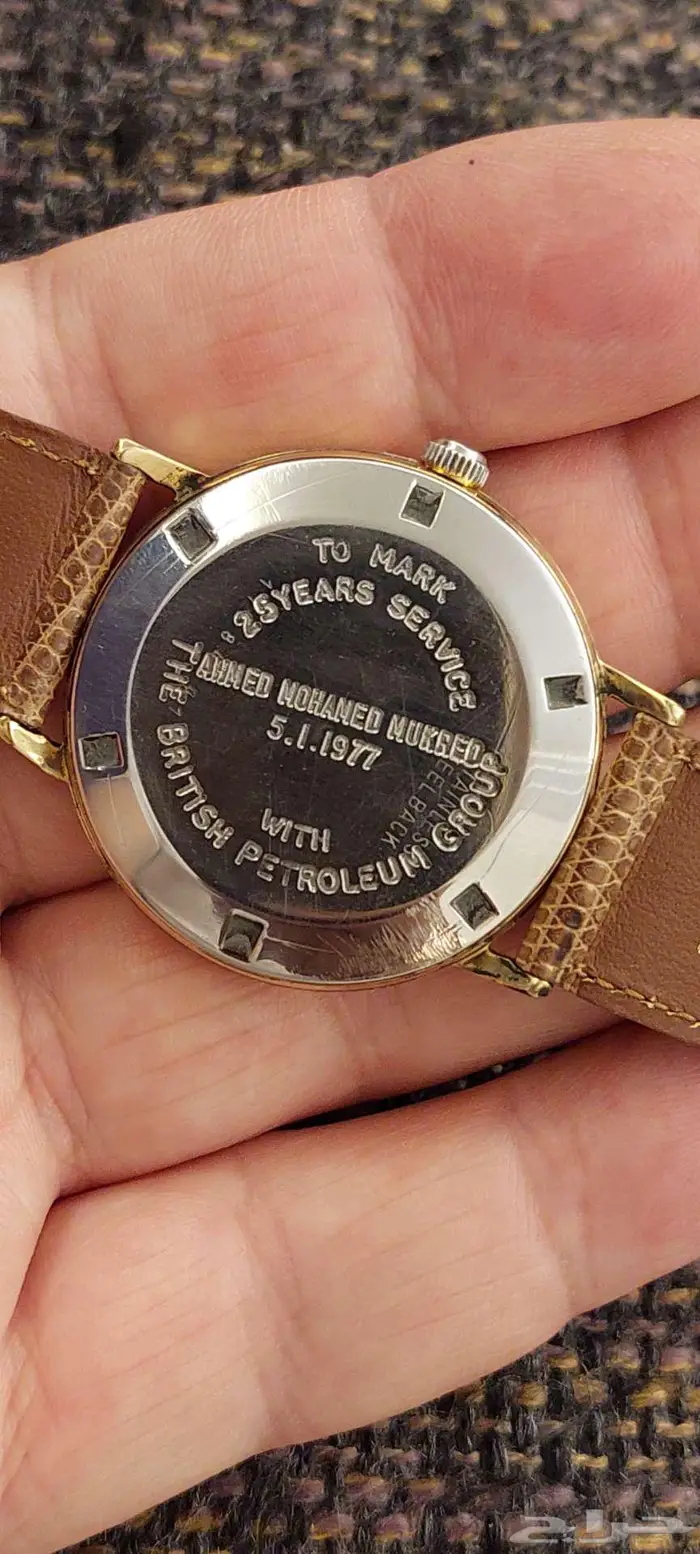 TO MARK
25 YEARS SERVICE
AHMED MOHAMED MUKRED
5.1.1977
WITH
THE BRITISH PETROLEUM GROUP
STAINLESS
STEEL BACK
حراج